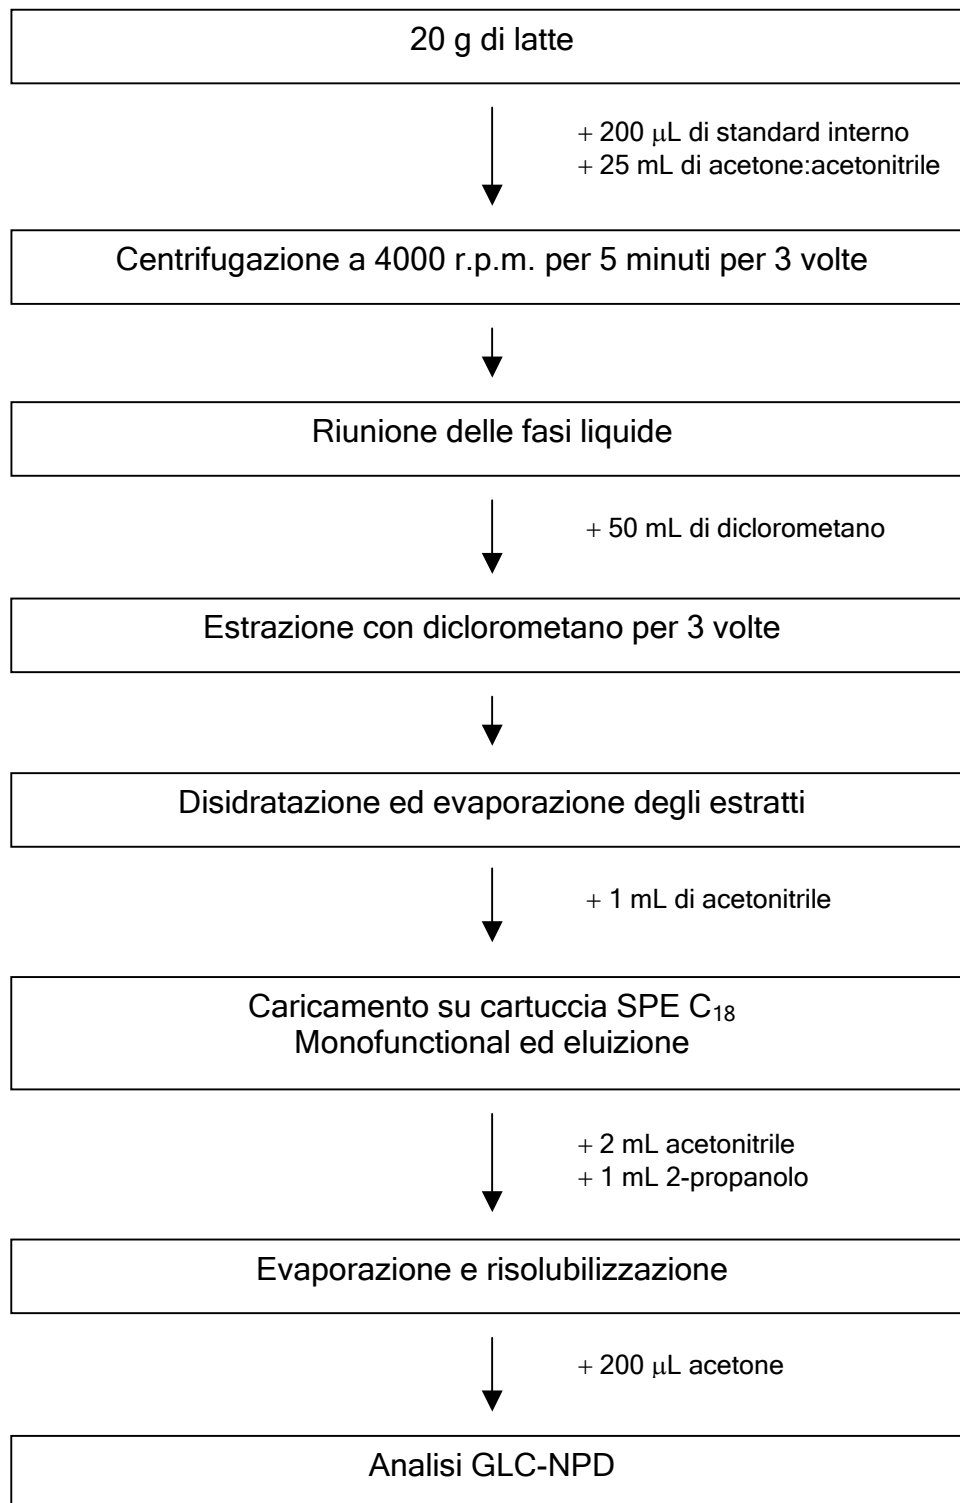 20 g di latte
+ 200 μL di standard interno
+ 25 mL di acetone:acetonitrile
Centrifugazione a 4000 r.p.m. per 5 minuti per 3 volte
Riunione delle fasi liquide
+ 50 mL di diclorometano
Estrazione con diclorometano per 3 volte
Disidratazione ed evaporazione degli estratti
+ 1 mL di acetonitrile
Caricamento su cartuccia SPE C₁₈
Monofunctional ed eluizione
+ 2 mL acetonitrile
+ 1 mL 2-propanolo
Evaporazione e risolubilizzazione
+ 200 μL acetone
Analisi GLC-NPD